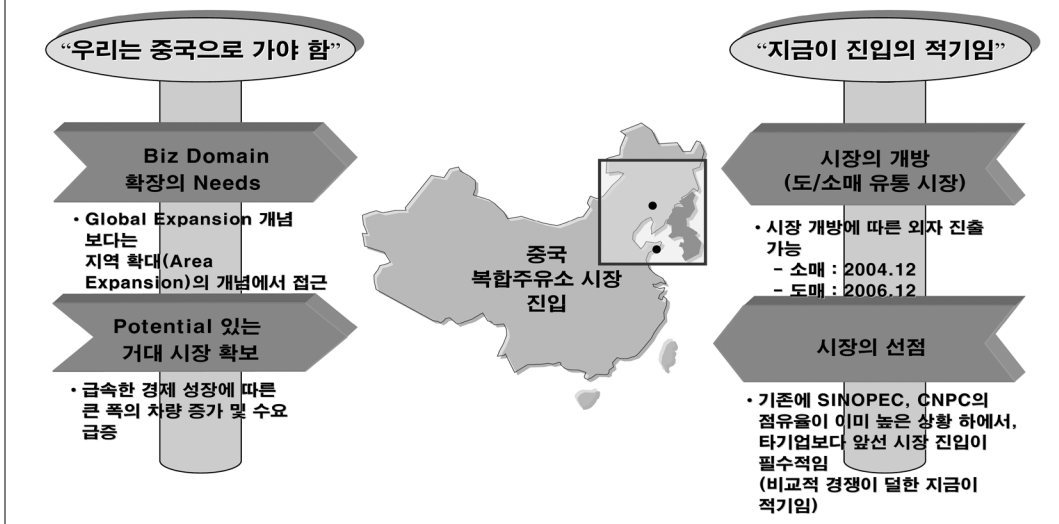 “우리는 중국으로 가야 함”
Biz Domain
확장의 Needs
• Global Expansion 개념
보다는
지역 확대(Area
Expansion)의 개념에서 접근
Potential 있는
거대 시장 확보
• 급속한 경제 성장에 따른
큰 폭의 차량 증가 및 수요
급증
중국
복합주유소 시장
진입
“지금이 진입의 적기임”
시장의 개방
(도/소매 유통 시장)
• 시장 개방에 따른 외자 진출
가능
- 소매 : 2004.12
- 도매 : 2006.12
시장의 선점
• 기존에 SINOPEC, CNPC의
점유율이 이미 높은 상황 하에서,
타기업보다 앞선 시장 진입이
필수적임
(비교적 경쟁이 덜한 지금이
적기임)